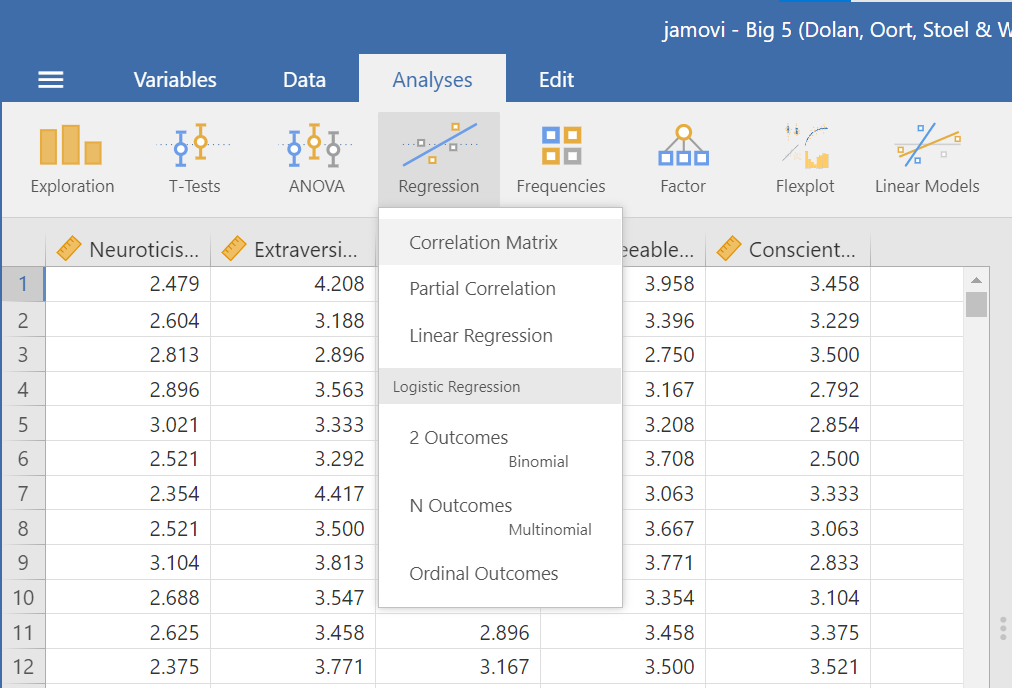 jamovi - Big 5 (Dolan, Oort, Stoel & W
Variables Data Analyses Edit
Exploration T-Tests ANOVA Regression Frequencies Factor Flexplot Linear Models
Neuroticis... Extraversi... eeable... Conscient...
Correlation Matrix
Partial Correlation
Linear Regression
Logistic Regression
2 Outcomes
Binomial
N Outcomes
Multinomial
Ordinal Outcomes
1 2.479 4.208 3.958 3.458
2 2.604 3.188 3.396 3.229
3 2.813 2.896 2.750 3.500
4 2.896 3.563 3.167 2.792
5 3.021 3.333 3.208 2.854
6 2.521 3.292 3.708 2.500
7 2.354 4.417 3.063 3.333
8 2.521 3.500 3.667 3.063
9 3.104 3.813 3.771 2.833
10 2.688 3.547 3.354 3.104
11 2.625 3.458 2.896 3.458 3.375
12 2.375 3.771 3.167 3.500 3.521